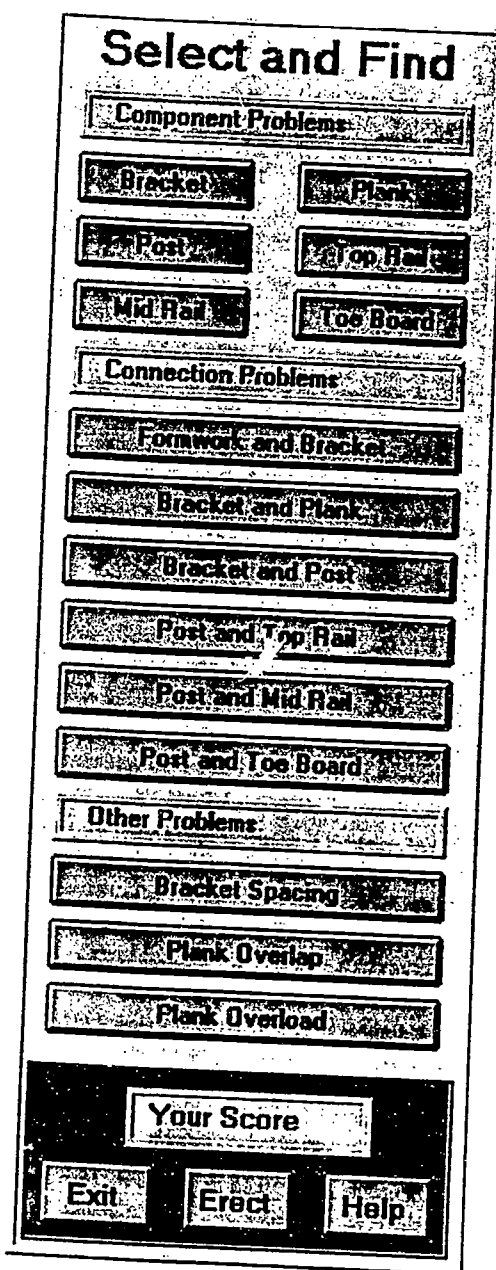 Select and Find
Component Problems
Bracket Plank
Post Top Rail
Mid Rail Toe Board
Connection Problems
Formwork and Bracket
Bracket and Plank
Bracket and Post
Post and Top Rail
Post and Mid Rail
Post and Toe Board
Other Problems
Bracket Spacing
Plank Overlap
Plank Overload
Your Score
Exit Erect Help